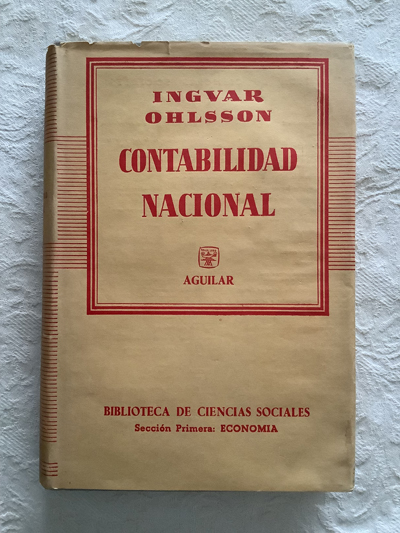 INGVAR
OHLSSON
CONTABILIDAD
NACIONAL
AGUILAR
BIBLIOTECA DE CIENCIAS SOCIALES
Sección Primera: ECONOMIA